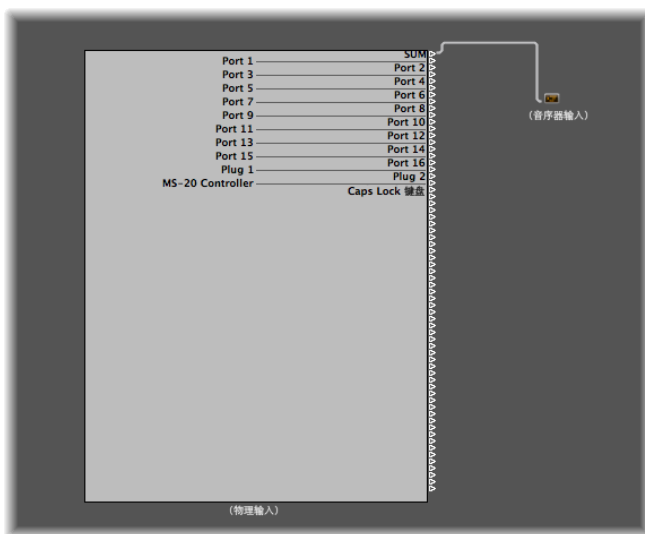 SUM
Port 1
Port 2
Port 3
Port 4
Port 5
Port 6
Port 7
Port 8
Port 9
Port 10
Port 11
Port 12
Port 13
Port 14
Port 15
Port 16
Plug 1
Plug 2
MS-20 Controller
Caps Lock 键盘
(音序器输入)
(物理输入)